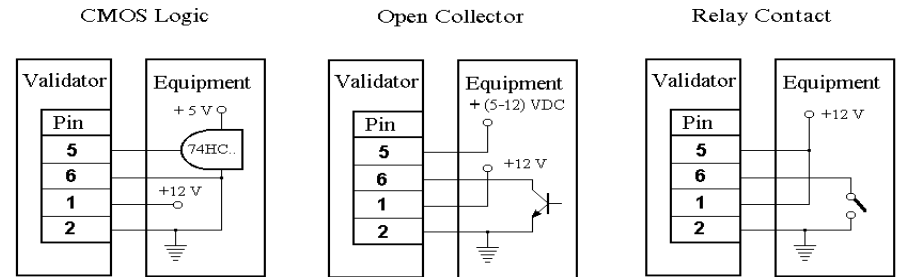 CMOS Logic
Open Collector
Relay Contact
Validator
Equipment
+ 5 V
Pin
5
74HC..
6
+12 V
1
2
Validator
Equipment
+ (5-12) VDC
Pin
5
+12 V
6
1
2
Validator
Equipment
+12 V
Pin
5
6
1
2